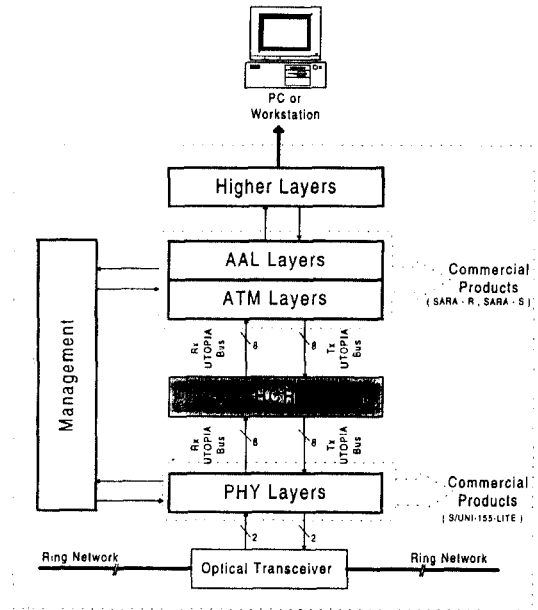 PC or
Workstation
Higher Layers
AAL Layers
ATM Layers
Commercial
Products
( SARA - R , SARA - S )
Management
Rx
UTOPIA
Bus
8
8
Tx
UTOPIA
Bus
Rx
UTOPIA
Bus
8
8
Tx
UTOPIA
Bus
PHY Layers
Commercial
Products
( S/UNI-155-LITE )
2
2
Ring Network
Optical Transceiver
Ring Network